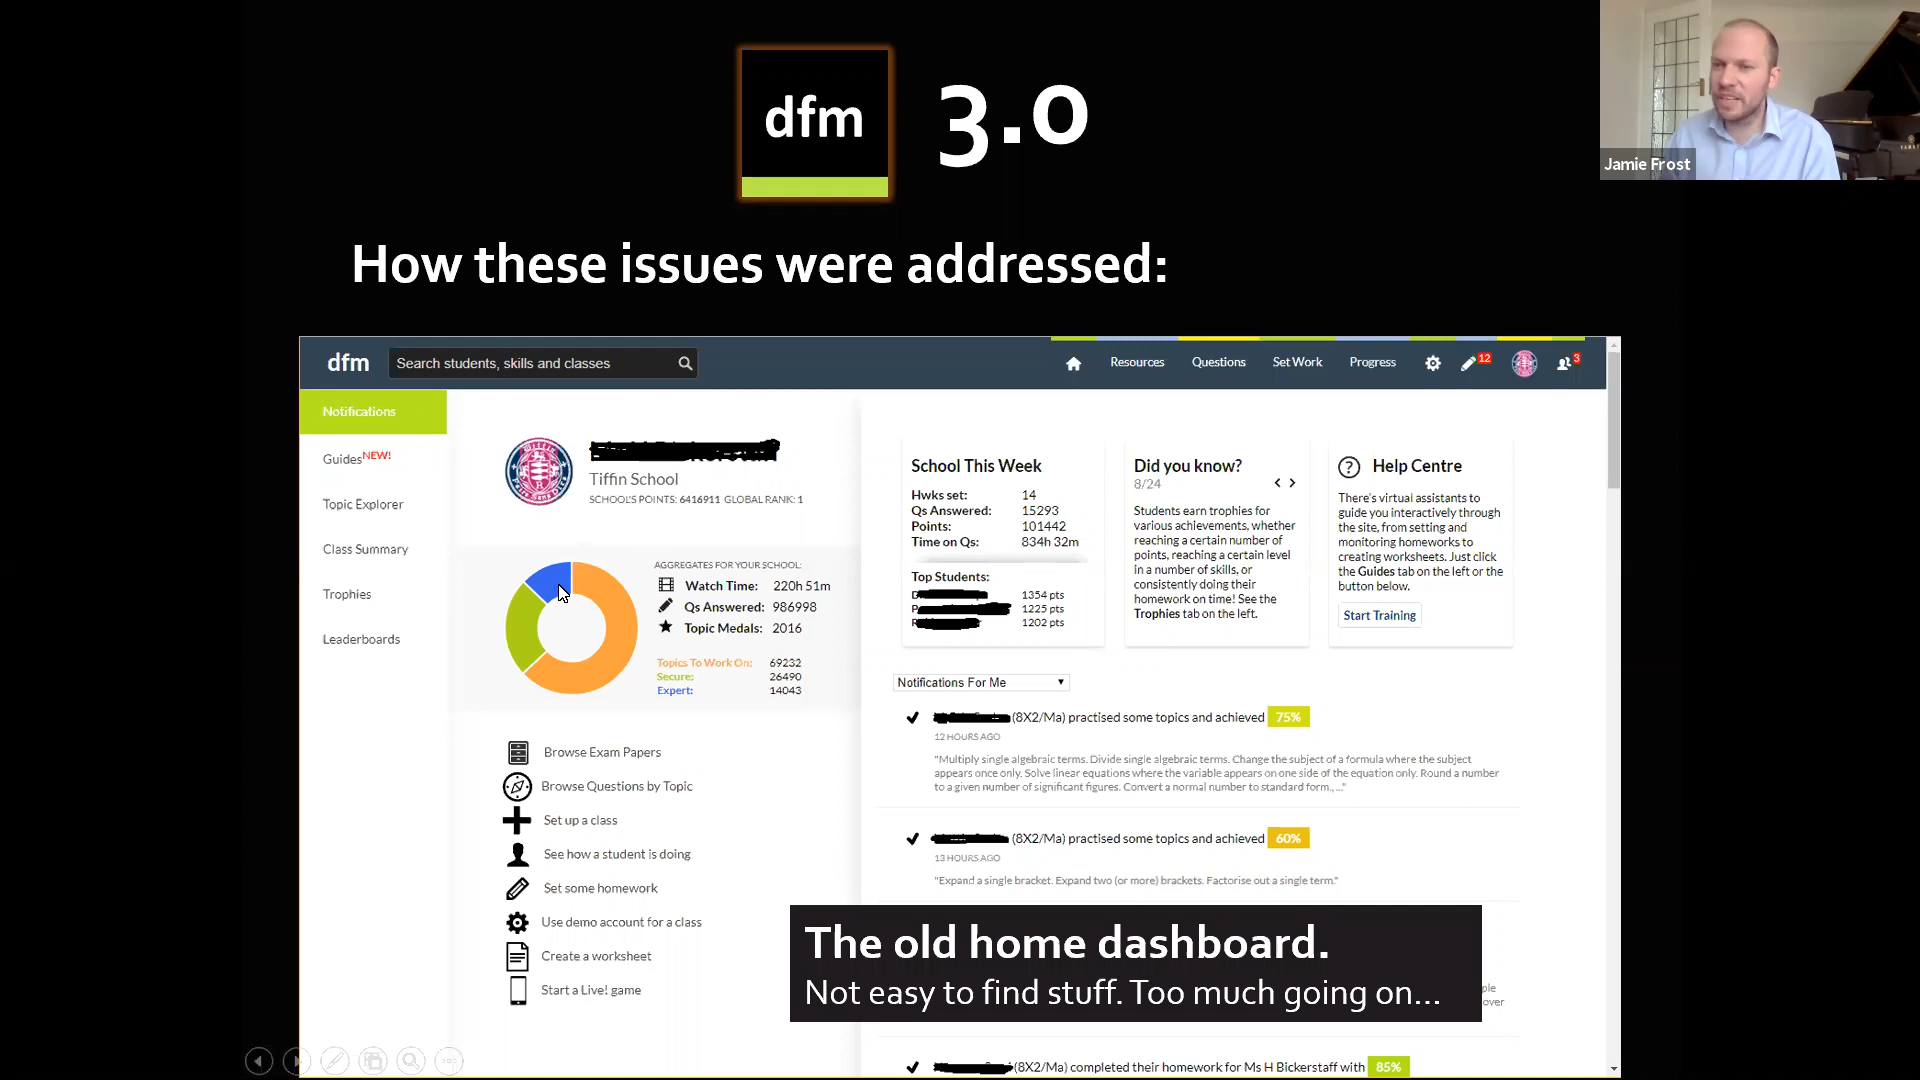 dfm 3.0
Jamie Frost
How these issues were addressed:
dfm
Search students, skills and classes
Resources
Questions
Set Work
Progress
12
3
Notifications
Guides NEW!
Topic Explorer
Class Summary
Trophies
Leaderboards
Tiffin School
SCHOOL'S POINTS: 6416911 GLOBAL RANK: 1
AGGREGATES FOR YOUR SCHOOL:
Watch Time: 220h 51m
Qs Answered: 986998
Topic Medals: 2016
Topics To Work On: 69232
Secure: 26490
Expert: 14043
Browse Exam Papers
Browse Questions by Topic
Set up a class
See how a student is doing
Set some homework
Use demo account for a class
Create a worksheet
Start a Live! game
School This Week
Hwks set: 14
Qs Answered: 15293
Points: 101442
Time on Qs: 834h 32m
Top Students:
1354 pts
1225 pts
1202 pts
Did you know?
8/24
Students earn trophies for
various achievements, whether
reaching a certain number of
points, reaching a certain level
in a number of skills, or
consistently doing their
homework on time! See the
Trophies tab on the left.
? Help Centre
There's virtual assistants to
guide you interactively through
the site, from setting and
monitoring homeworks to
creating worksheets. Just click
the Guides tab on the left or the
button below.
Start Training
Notifications For Me
(8X2/Ma) practised some topics and achieved 75%
12 HOURS AGO
"Multiply single algebraic terms. Divide single algebraic terms. Change the subject of a formula where the subject
appears once only. Solve linear equations where the variable appears on one side of the equation only. Round a number
to a given number of significant figures. Convert a normal number to standard form., ..."
(8X2/Ma) practised some topics and achieved 60%
13 HOURS AGO
"Expand a single bracket. Expand two (or more) brackets. Factorise out a single term."
The old home dashboard.
Not easy to find stuff. Too much going on...
(8X2/Ma) completed their homework for Ms H Bickerstaff with 85%